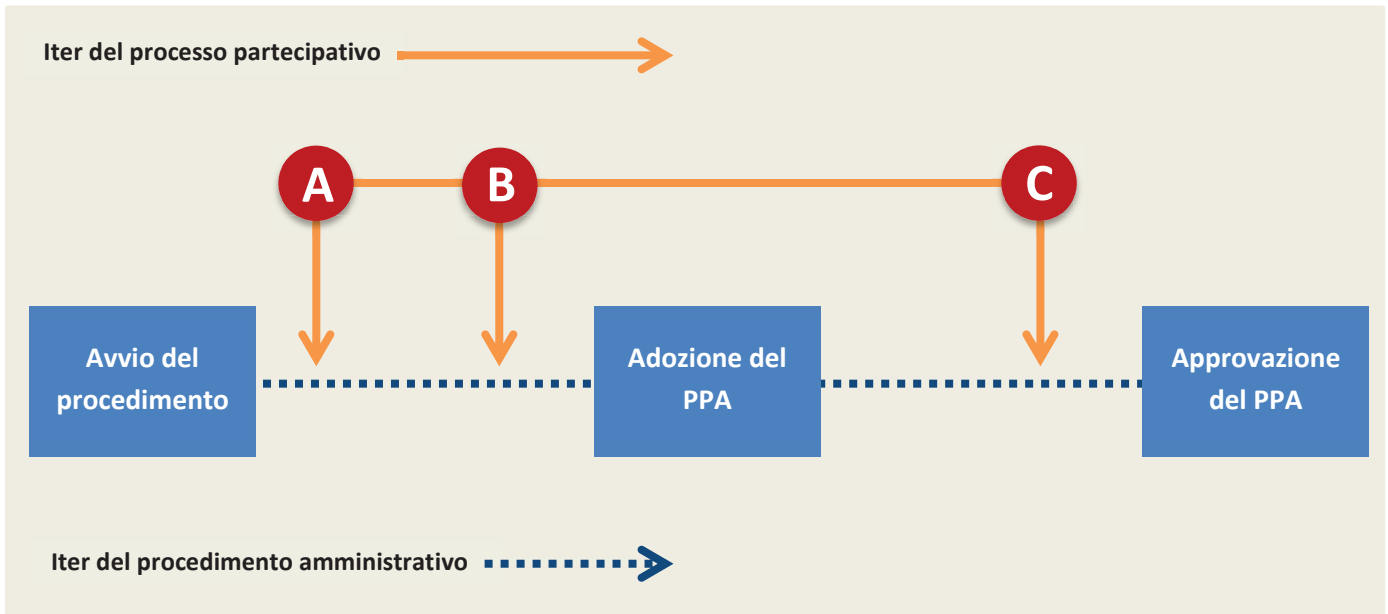 Iter del processo partecipativo
A
B
C
Avvio del
procedimento
Adozione del
PPA
Approvazione
del PPA
Iter del procedimento amministrativo